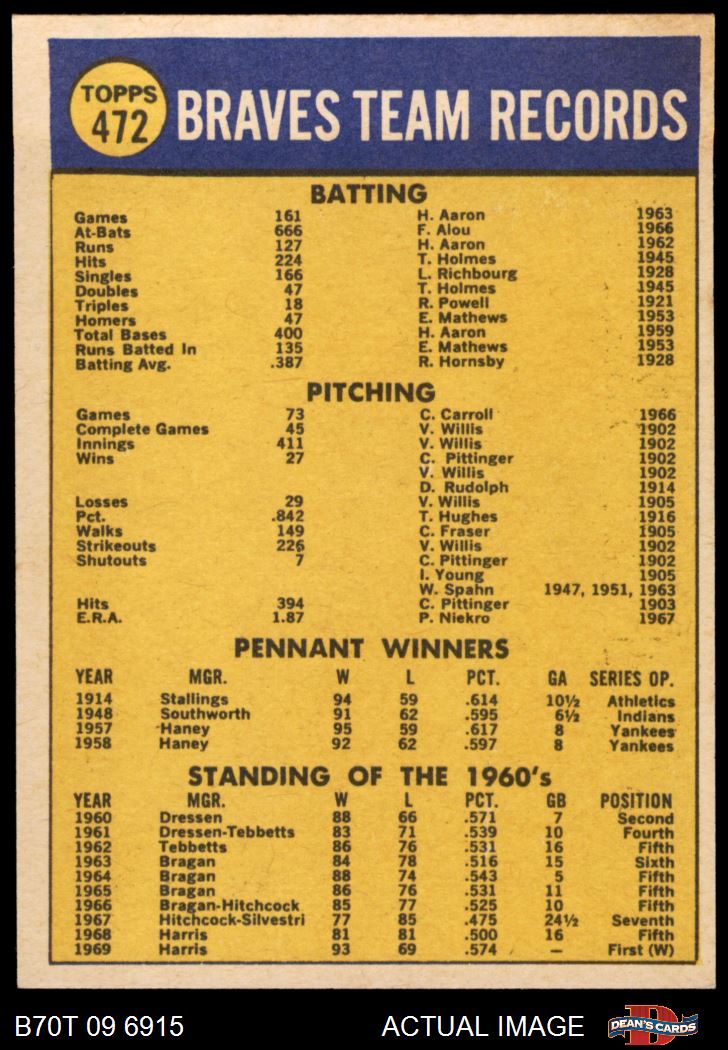 TOPPS
472
BRAVES TEAM RECORDS
BATTING
Games 161 H. Aaron 1963
At-Bats 666 F. Alou 1966
Runs 127 H. Aaron 1962
Hits 224 T. Holmes 1945
Singles 166 L. Richbourg 1928
Doubles 47 T. Holmes 1945
Triples 18 R. Powell 1921
Homers 47 E. Mathews 1953
Total Bases 400 H. Aaron 1959
Runs Batted In 135 E. Mathews 1953
Batting Avg. .387 R. Hornsby 1928
PITCHING
Games 73 C. Carroll 1966
Complete Games 45 V. Willis 1902
Innings 411 V. Willis 1902
Wins 27 C. Pittinger 1902
V. Willis 1902
D. Rudolph 1914
Losses 29 V. Willis 1905
Pct. .842 T. Hughes 1916
Walks 149 C. Fraser 1905
Strikeouts 226 V. Willis 1902
Shutouts 7 C. Pittinger 1902
I. Young 1905
W. Spahn 1947, 1951, 1963
Hits 394 C. Pittinger 1903
E.R.A. 1.87 P. Niekro 1967
PENNANT WINNERS
YEAR MGR. W L PCT. GA SERIES OP.
1914 Stallings 94 59 .614 10½ Athletics
1948 Southworth 91 62 .595 6½ Indians
1957 Haney 95 59 .617 8 Yankees
1958 Haney 92 62 .597 8 Yankees
STANDING OF THE 1960's
YEAR MGR. W L PCT. GB POSITION
1960 Dressen 88 66 .571 7 Second
1961 Dressen-Tebbetts 83 71 .539 10 Fourth
1962 Tebbetts 86 76 .531 16 Fifth
1963 Bragan 84 78 .516 15 Sixth
1964 Bragan 88 74 .543 5 Fifth
1965 Bragan 86 76 .531 11 Fifth
1966 Bragan-Hitchcock 85 77 .525 10 Fifth
1967 Hitchcock-Silvestri 77 85 .475 24½ Seventh
1968 Harris 81 81 .500 16 Fifth
1969 Harris 93 69 .574 — First (W)
B70T 09 6915 ACTUAL IMAGE
D
DEAN'S CARDS